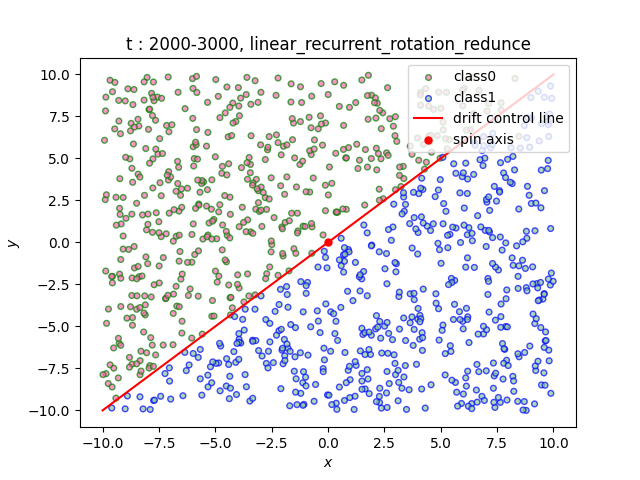 t : 2000-3000, linear_recurrent_rotation_redunce
class0
class1
drift control line
spin axis
10.0
7.5
5.0
2.5
0.0
−2.5
−5.0
−7.5
−10.0
y
−10.0 −7.5 −5.0 −2.5 0.0 2.5 5.0 7.5 10.0
x